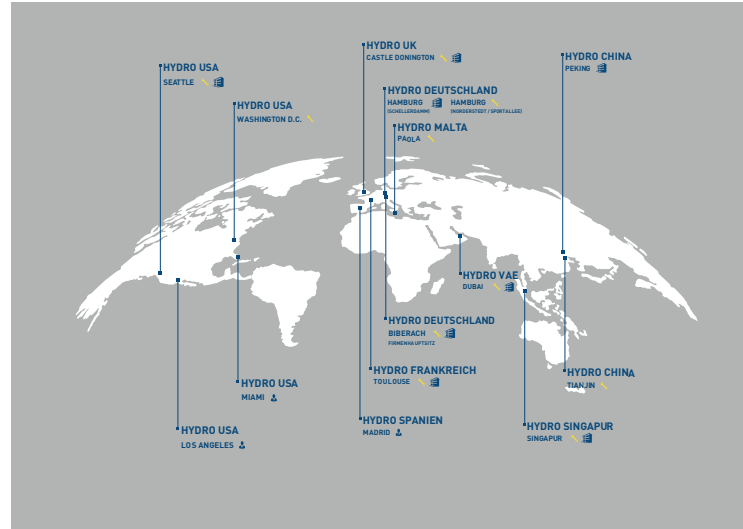 HYDRO UK
CASTLE DONINGTON
HYDRO CHINA
PEKING
HYDRO USA
SEATTLE
HYDRO DEUTSCHLAND
HAMBURG HAMBURG
(SCHELLERDAMM) (NORDERSTEDT / SPORTALLEE)
HYDRO USA
WASHINGTON D.C.
HYDRO MALTA
PAOLA
HYDRO VAE
DUBAI
HYDRO DEUTSCHLAND
BIBERACH
FIRMENHAUPTSITZ
HYDRO FRANKREICH
TOULOUSE
HYDRO CHINA
TIANJIN
HYDRO USA
MIAMI
HYDRO SPANIEN
MADRID
HYDRO SINGAPUR
SINGAPUR
HYDRO USA
LOS ANGELES